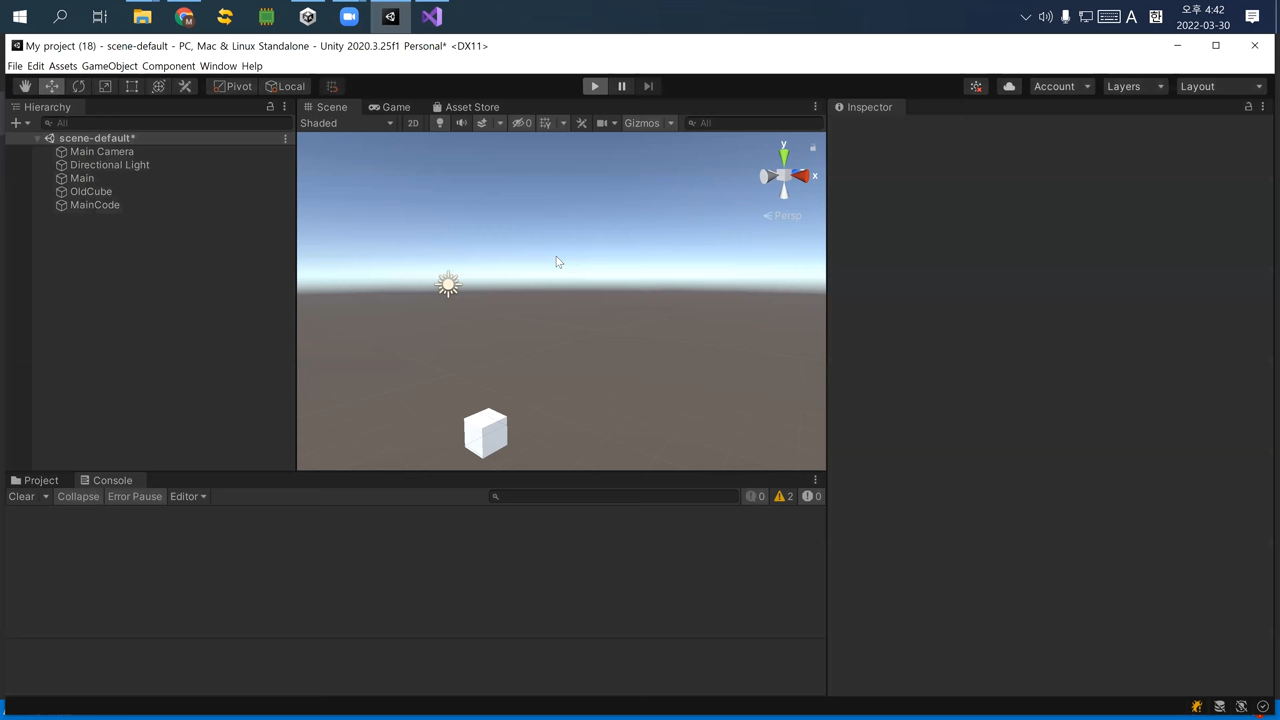 A 한 오후 4:42
2022-03-30
My project (18) - scene-default - PC, Mac & Linux Standalone - Unity 2020.3.25f1 Personal* <DX11>
File Edit Assets GameObject Component Window Help
Pivot Local Account Layers Layout
Hierarchy Scene Game Asset Store Inspector
All Shaded 2D 0 Gizmos All
scene-default*
Main Camera
Directional Light
Main
OldCube
MainCode
y
x
Persp
Project Console
Clear Collapse Error Pause Editor 0 2 0